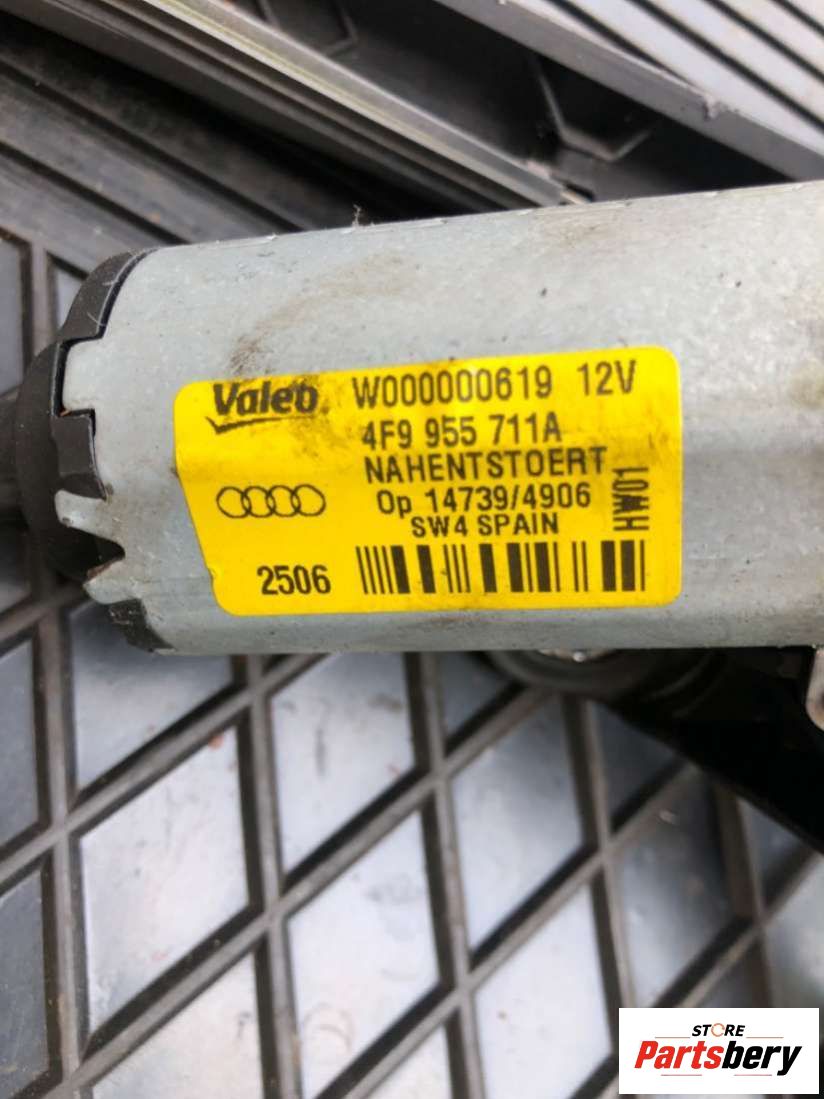 Valeo W000000619 12V
4F9 955 711A
NAHENTSTOERT
Op 14739/4906
SW4 SPAIN
HW01
2506
STORE
Partsbery